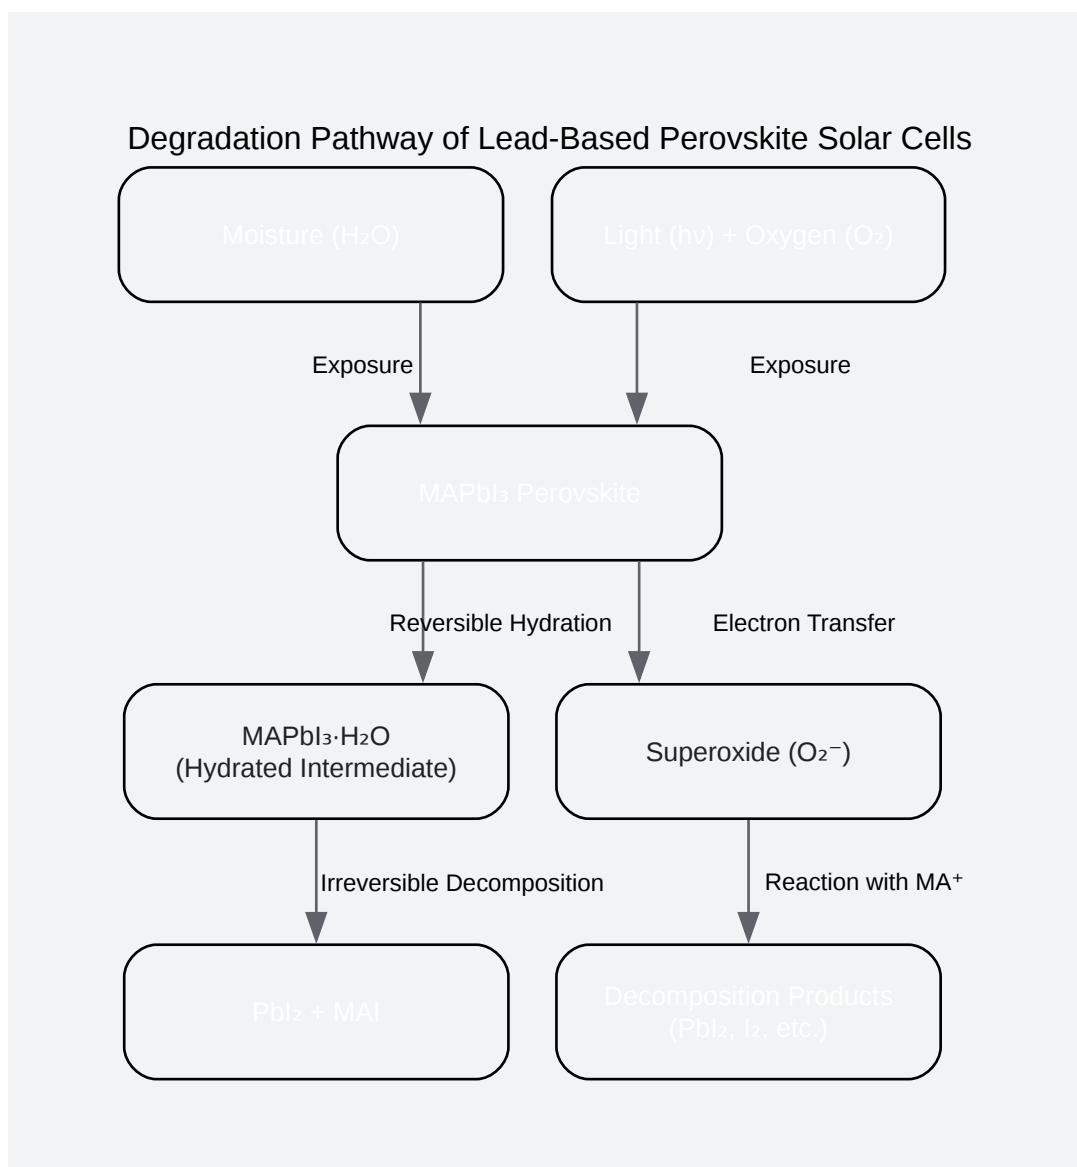 Degradation Pathway of Lead-Based Perovskite Solar Cells
Moisture (H₂O)
Light (hν) + Oxygen (O₂)
Exposure
Exposure
MAPbI₃ Perovskite
Reversible Hydration
Electron Transfer
MAPbI₃·H₂O
(Hydrated Intermediate)
Superoxide (O₂⁻)
Irreversible Decomposition
Reaction with MA⁺
PbI₂ + MAI
Decomposition Products
(PbI₂, I₂, etc.)